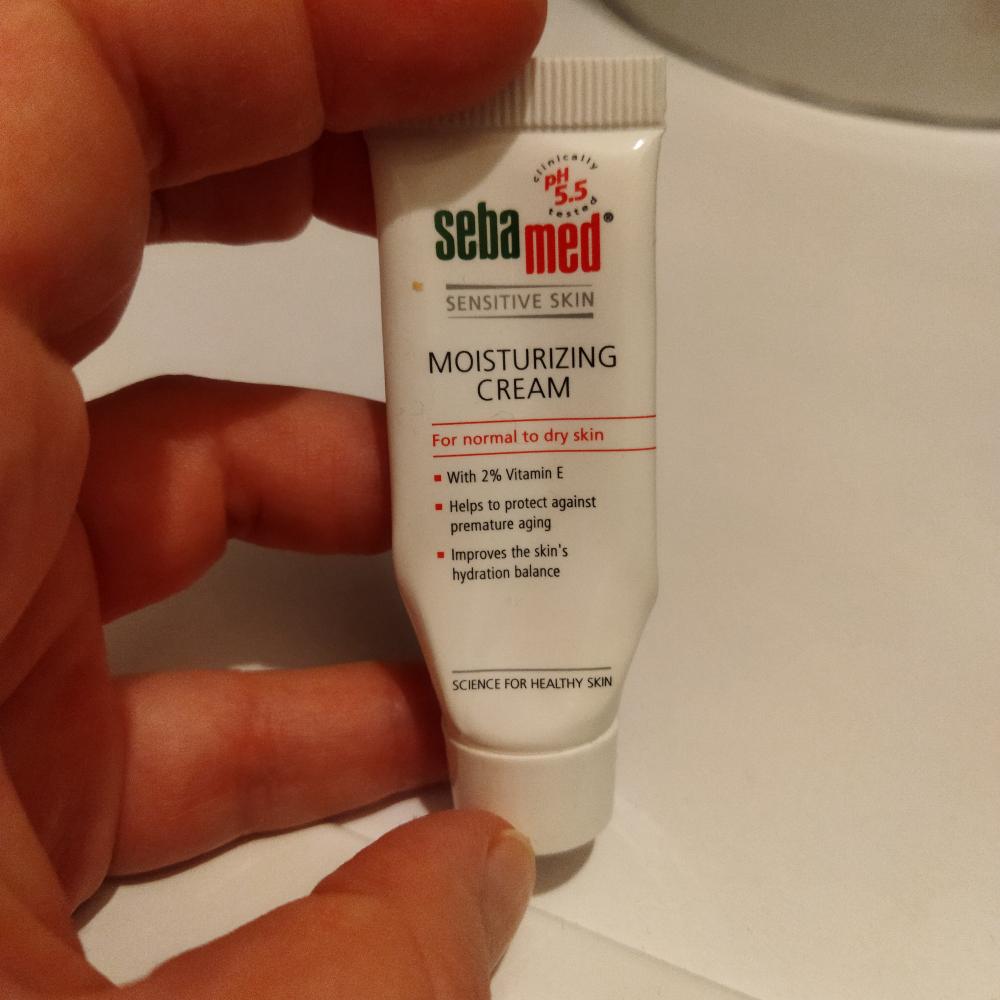 clinically
pH
5.5
tested
sebamed®
SENSITIVE SKIN
MOISTURIZING
CREAM
For normal to dry skin
▪ With 2% Vitamin E
▪ Helps to protect against
premature aging
▪ Improves the skin's
hydration balance
SCIENCE FOR HEALTHY SKIN